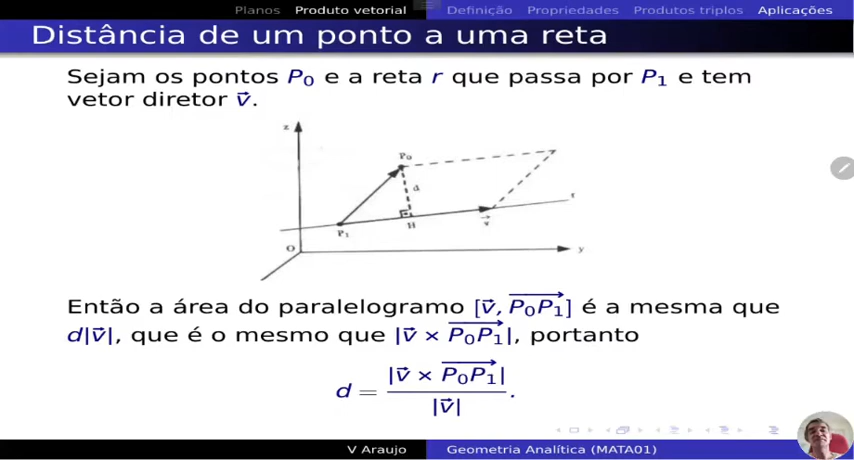 Planos Produto vetorial Definição Propriedades Produtos triplos Aplicações
Distância de um ponto a uma reta
Sejam os pontos P₀ e a reta r que passa por P₁ e tem
vetor diretor v⃗.
z
P₀
d
r
P₁
H
v⃗
O
y
Então a área do paralelogramo [v⃗, P₀P₁⃗] é a mesma que
d|v⃗|, que é o mesmo que |v⃗ × P₀P₁⃗|, portanto
d = |v⃗ × P₀P₁⃗| / |v⃗| .
V Araujo Geometria Analítica (MATA01)